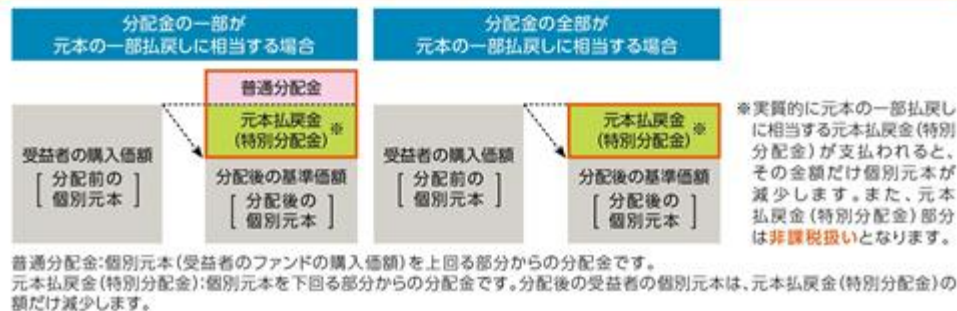 分配金の一部が
元本の一部払戻しに相当する場合
普通分配金
元本払戻金
(特別分配金)
※
受益者の購入価額
[分配前の
個別元本]
分配後の基準価額
[分配後の
個別元本]
分配金の全部が
元本の一部払戻しに相当する場合
元本払戻金
(特別分配金)
※
受益者の購入価額
[分配前の
個別元本]
分配後の基準価額
[分配後の
個別元本]
※実質的に元本の一部払戻し
に相当する元本払戻金(特別
分配金)が支払われると、
その金額だけ個別元本が
減少します。また、元本
払戻金(特別分配金)部分
は非課税扱いとなります。
普通分配金:個別元本(受益者のファンドの購入価額)を上回る部分からの分配金です。
元本払戻金(特別分配金):個別元本を下回る部分からの分配金です。分配後の受益者の個別元本は、元本払戻金(特別分配金)の
額だけ減少します。